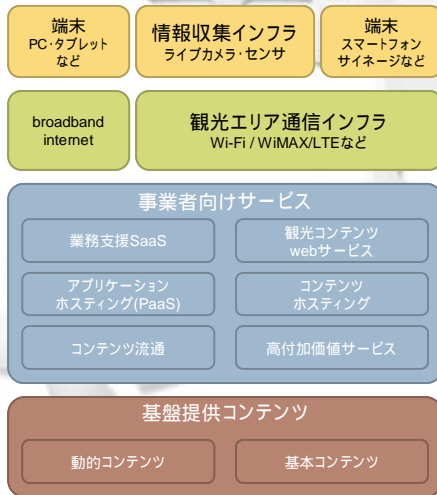 端末
PC・タブレット
など
情報収集インフラ
ライブカメラ・センサ
端末
スマートフォン
サイネージなど
broadband
internet
観光エリア通信インフラ
Wi-Fi / WiMAX/LTEなど
事業者向けサービス
業務支援SaaS
観光コンテンツ
webサービス
アプリケーション
ホスティング(PaaS)
コンテンツ
ホスティング
コンテンツ流通
高付加価値サービス
基盤提供コンテンツ
動的コンテンツ
基本コンテンツ